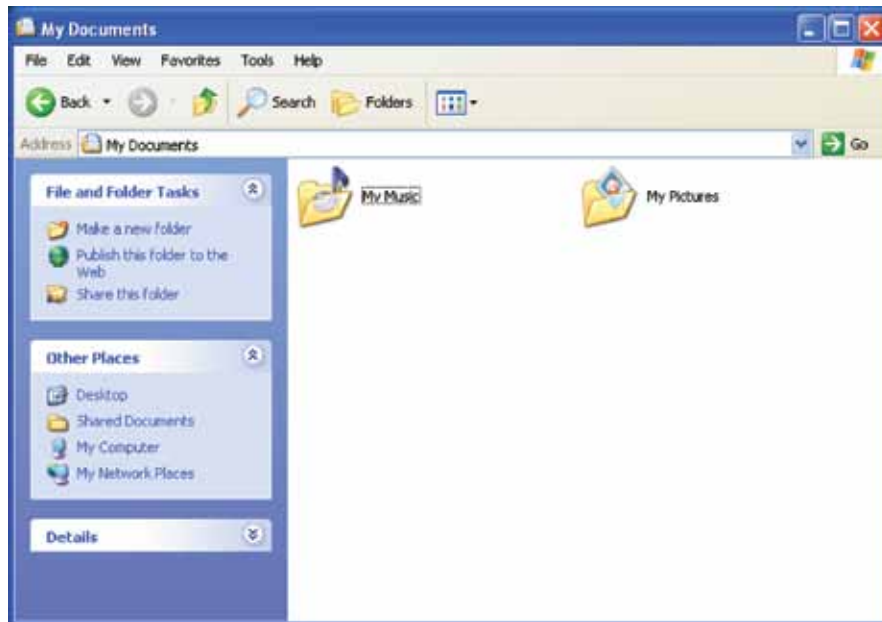 My Documents
File Edit View Favorites Tools Help
Back Search Folders
Address My Documents Go
File and Folder Tasks
Make a new folder
Publish this folder to the
Web
Share this folder
Other Places
Desktop
Shared Documents
My Computer
My Network Places
Details
My Music My Pictures